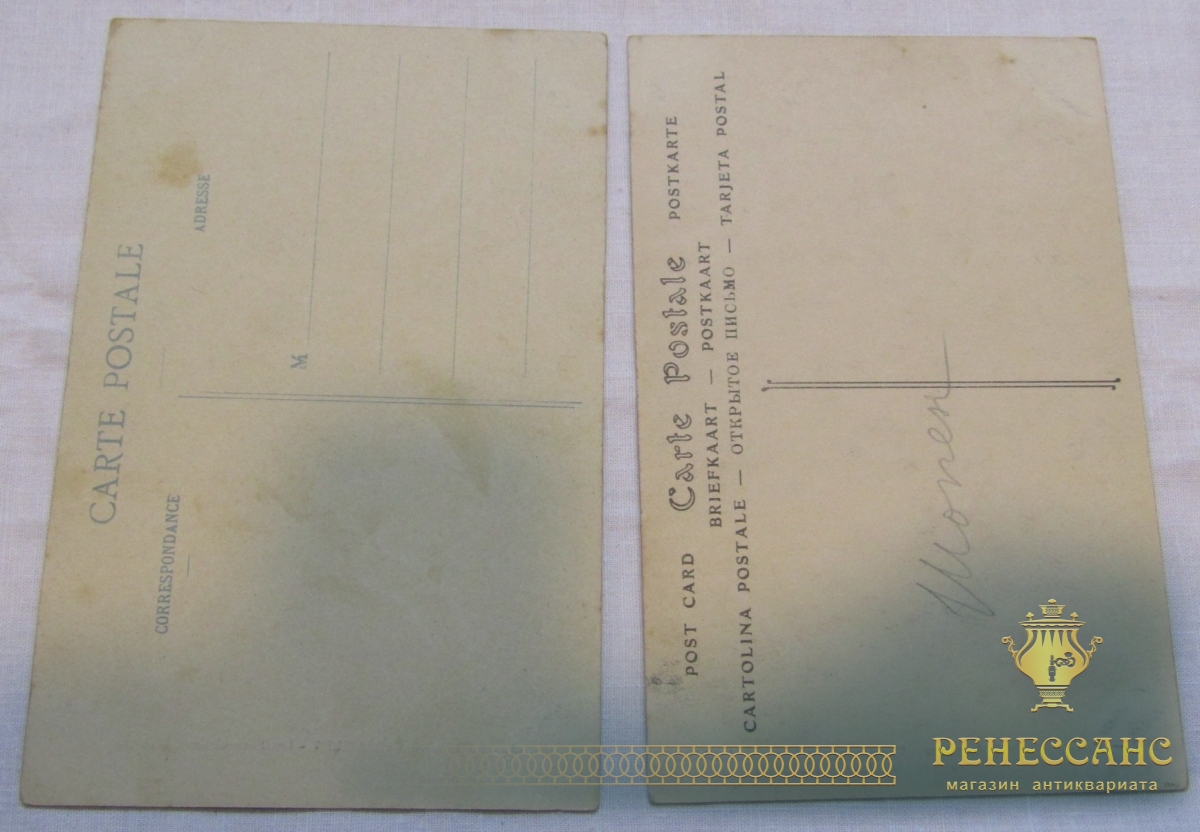 CARTE POSTALE
CORRESPONDANCE
ADRESSE
M
POST CARD Carte Postale POSTKARTE
BRIEFKAART — POSTKAART
CARTOLINA POSTALE — ОТКРЫТОЕ ПИСЬМО — TARJETA POSTAL
Шопен
РЕНЕССАНС
магазин антиквариата